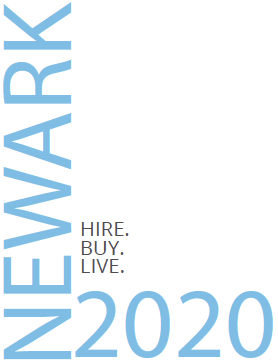 NEWARK
HIRE.
BUY.
LIVE.
2020